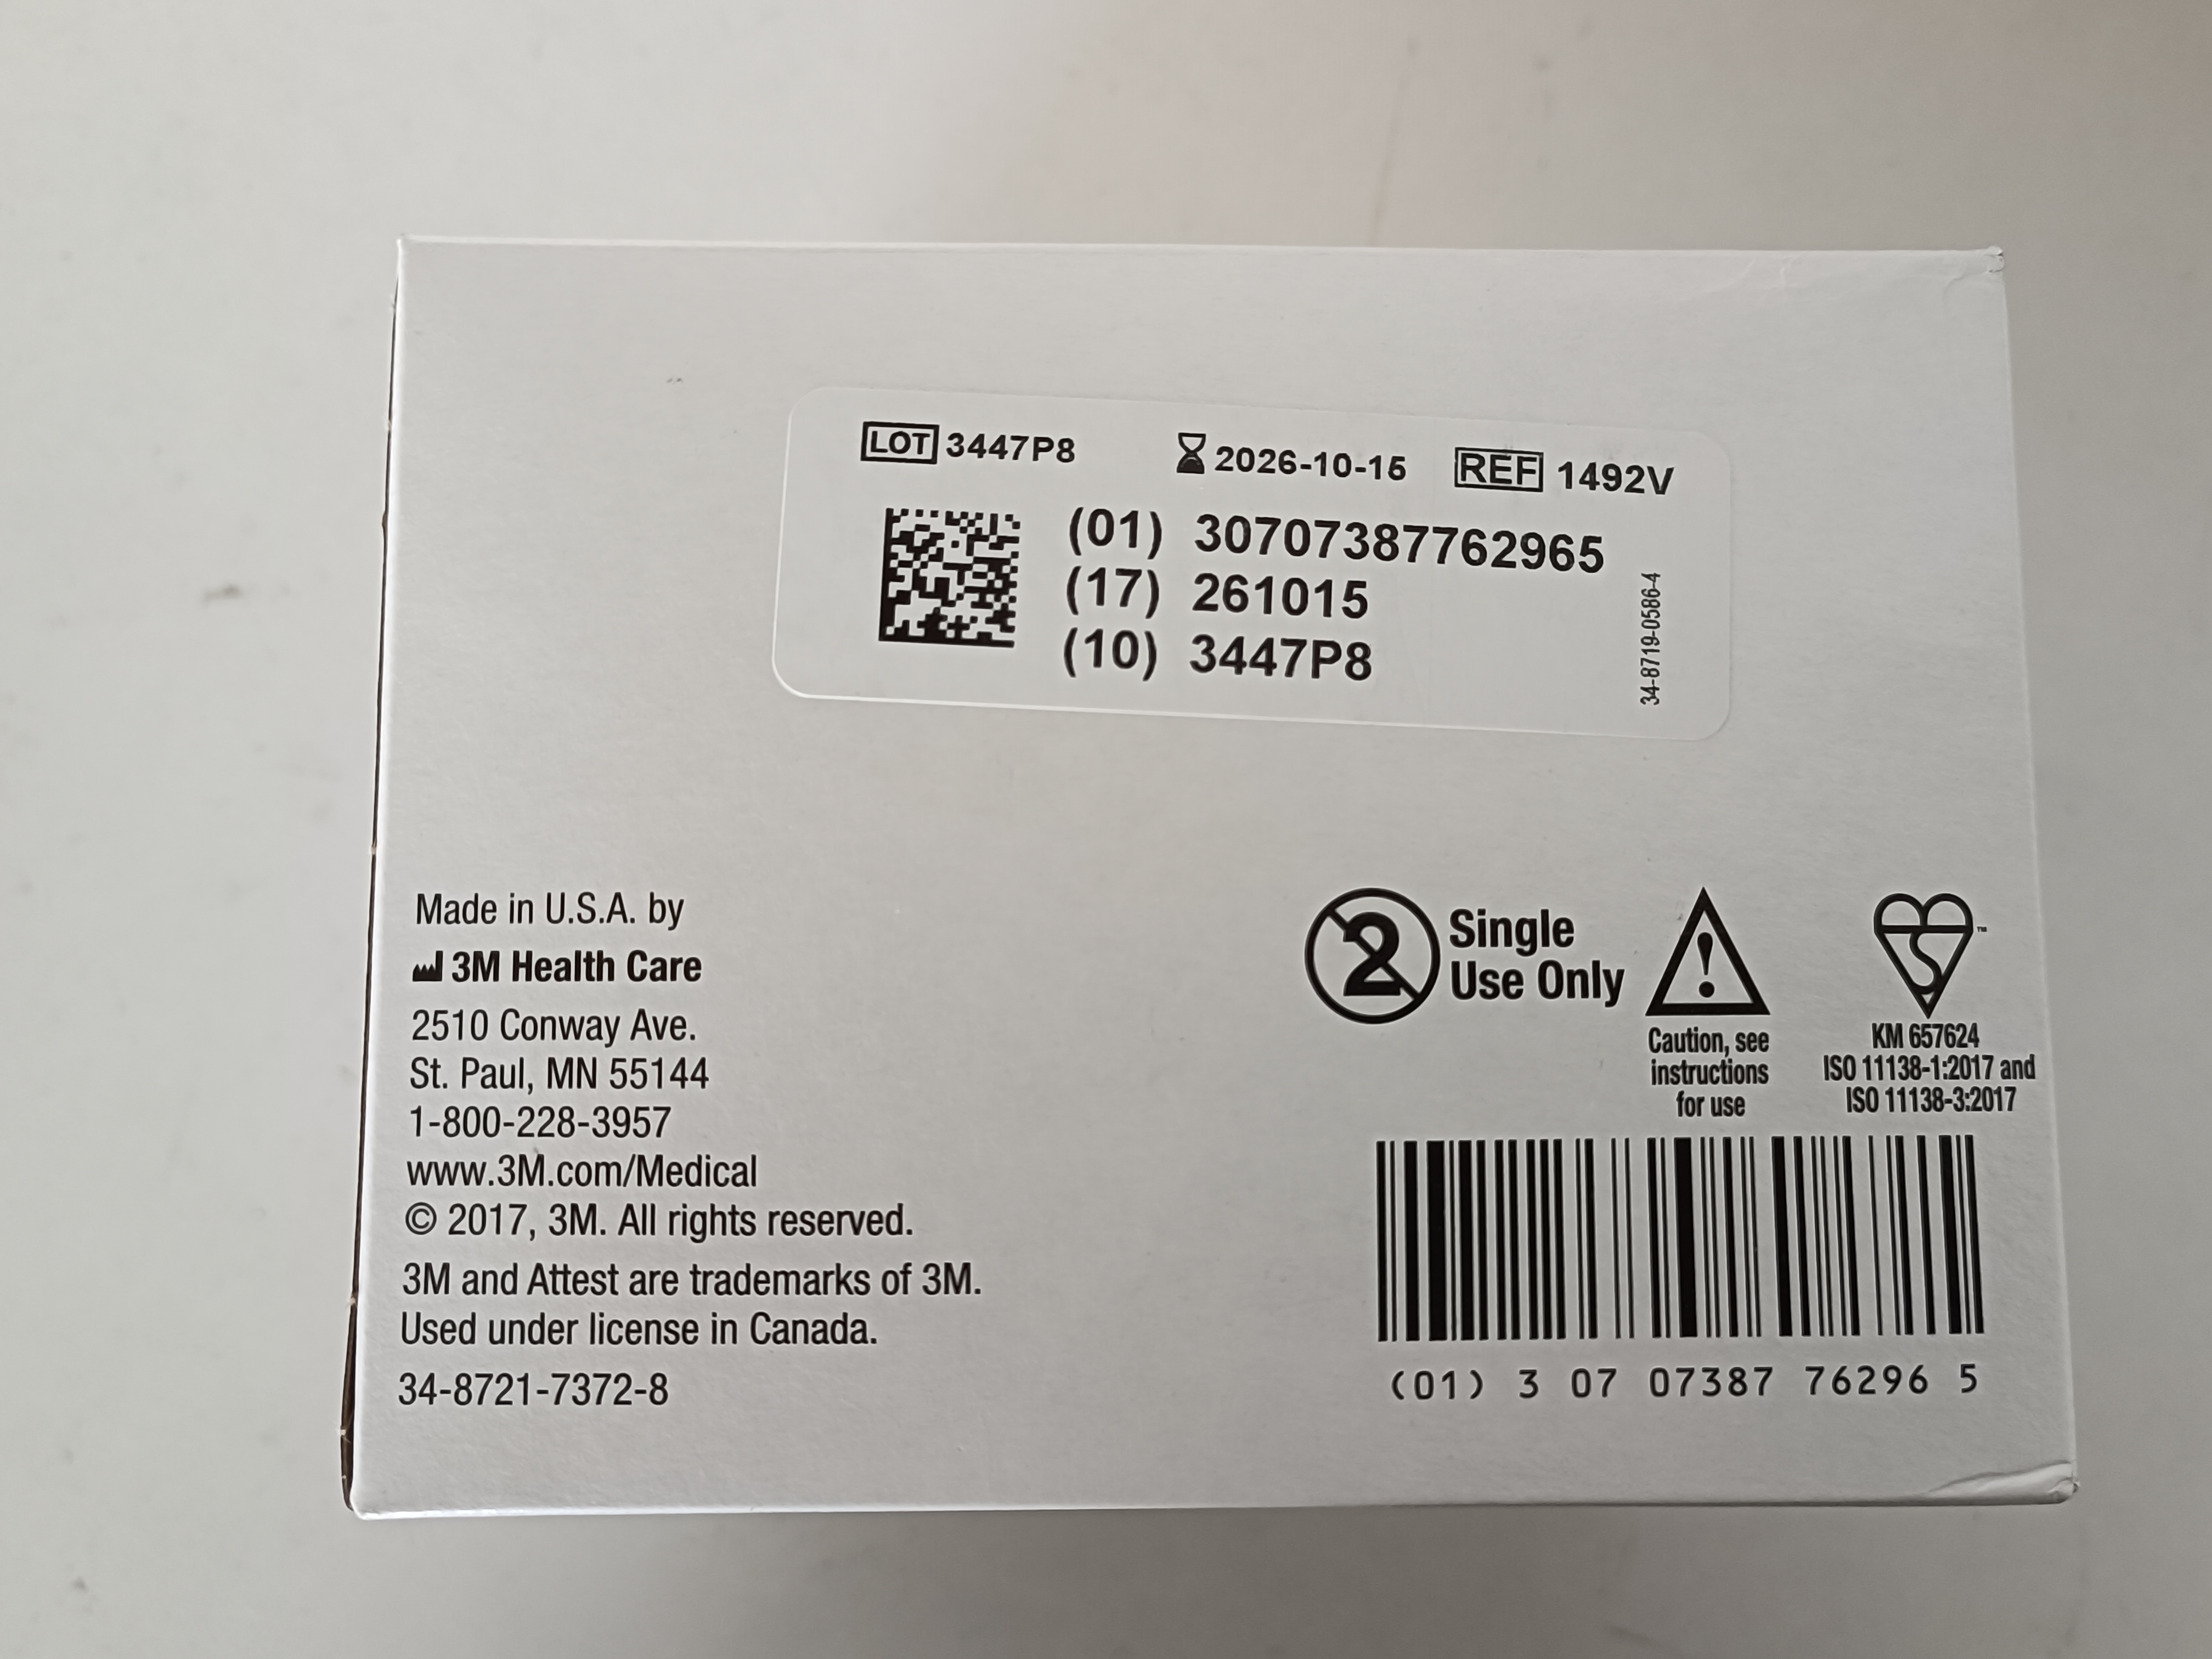 LOT 3447P8 2026-10-15 REF 1492V
(01) 30707387762965
(17) 261015
(10) 3447P8
34-8719-0586-4
Made in U.S.A. by
3M Health Care
2510 Conway Ave.
St. Paul, MN 55144
1-800-228-3957
www.3M.com/Medical
© 2017, 3M. All rights reserved.
3M and Attest are trademarks of 3M.
Used under license in Canada.
34-8721-7372-8
2
Single
Use Only
!
Caution, see
instructions
for use
™
KM 657624
ISO 11138-1:2017 and
ISO 11138-3:2017
(01) 3 07 07387 76296 5